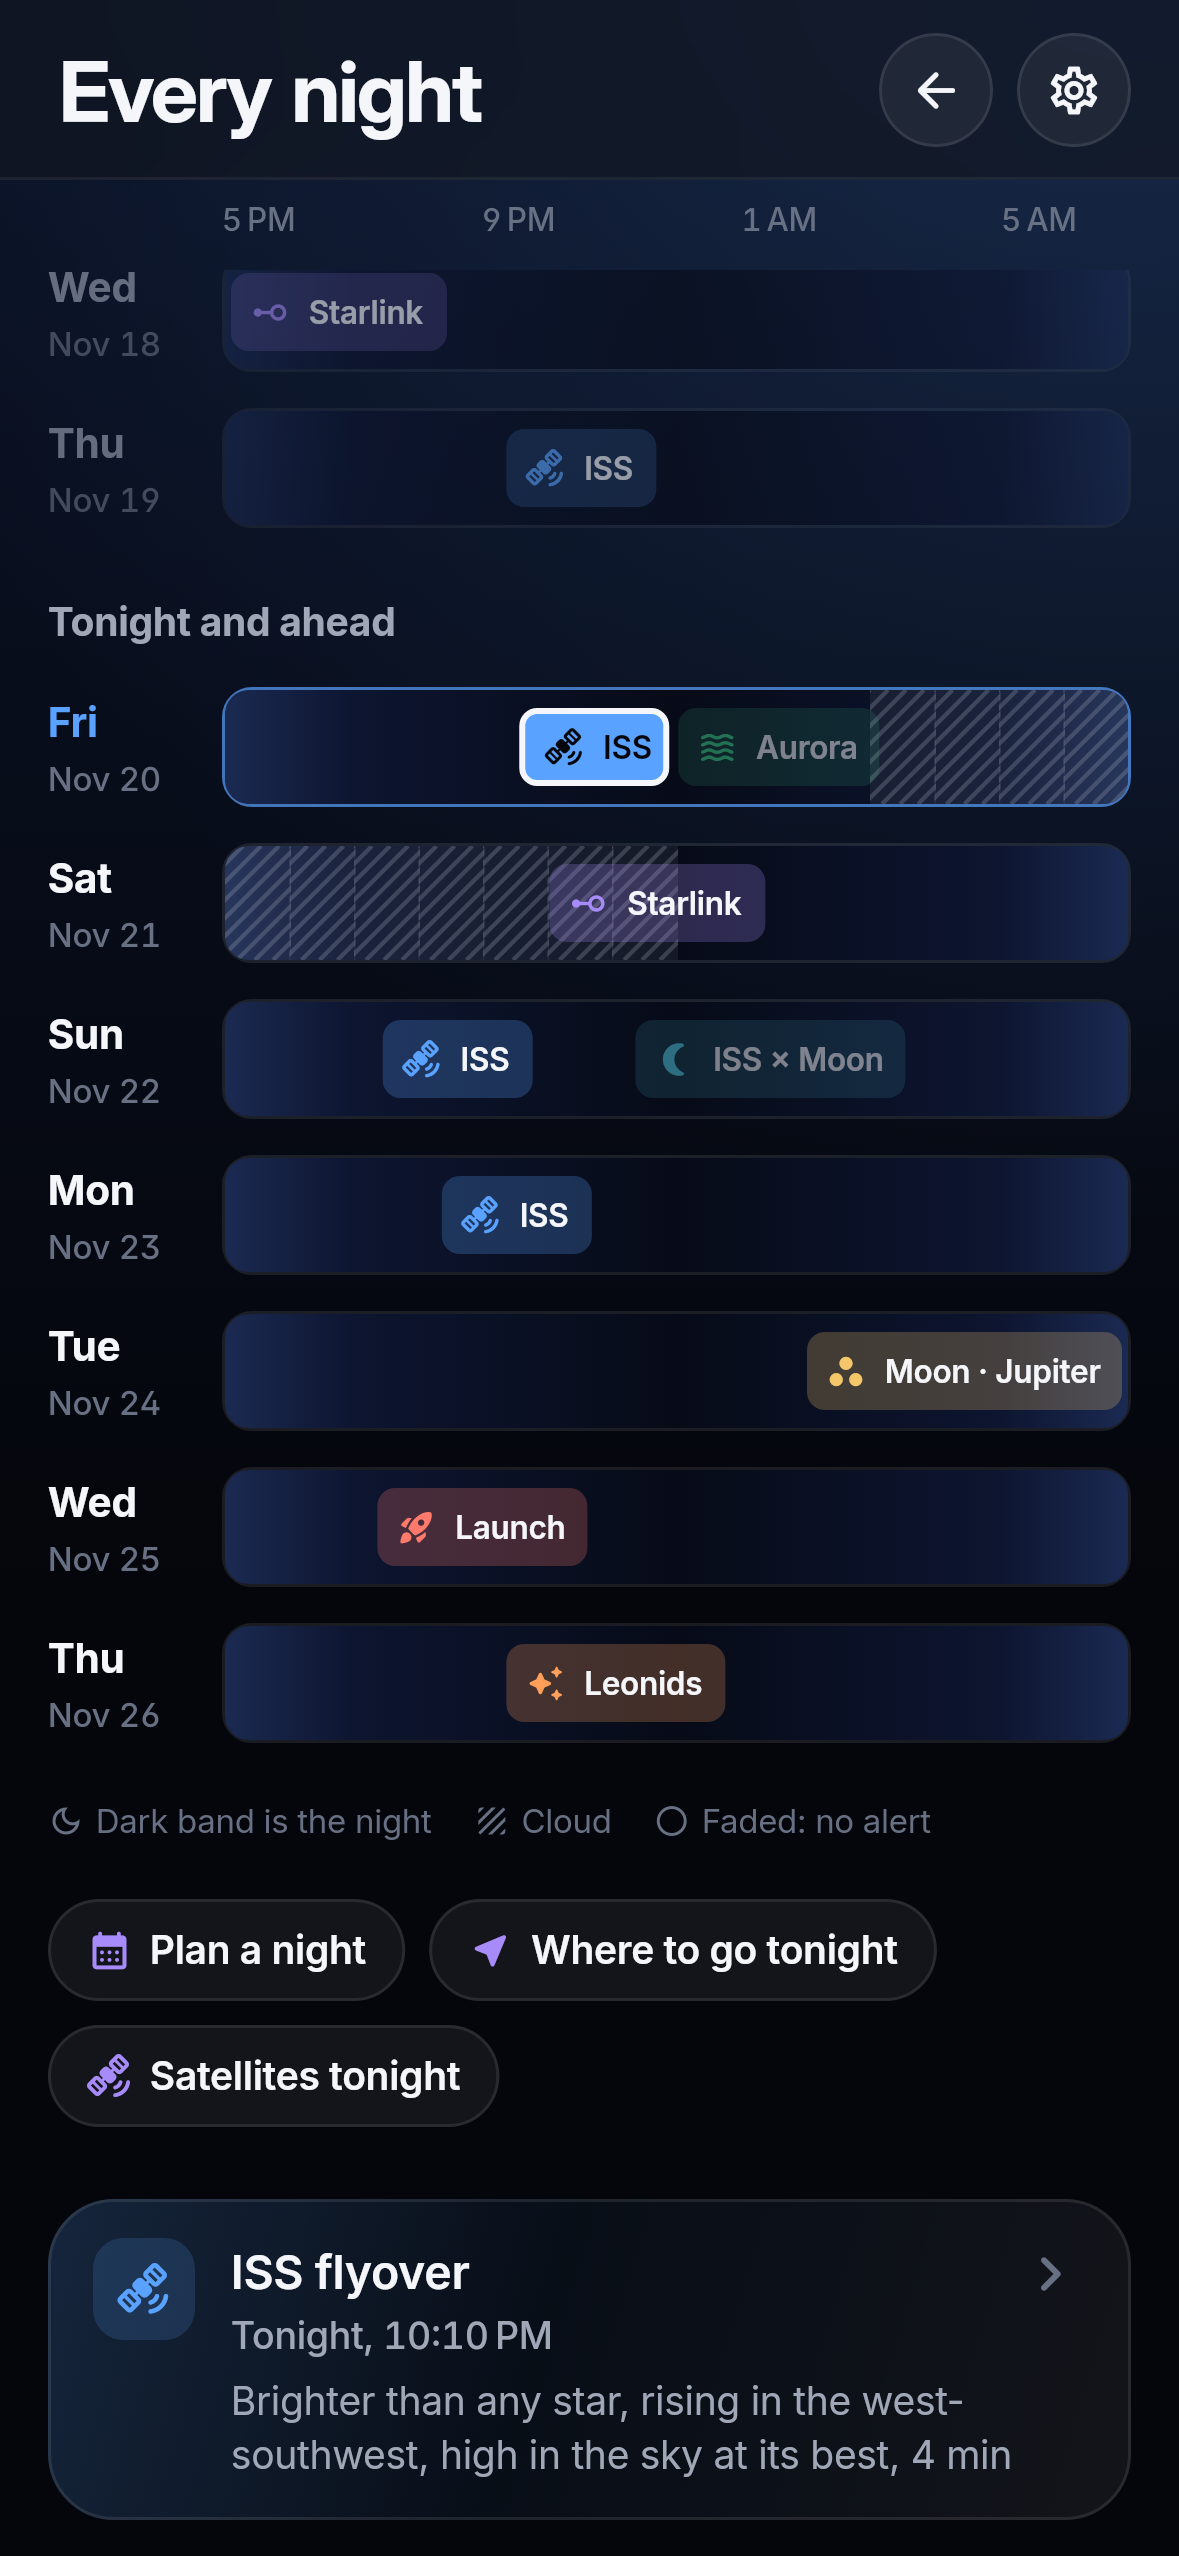 Every night
5 PM 9 PM 1 AM 5 AM
Wed
Nov 18
Starlink
Thu
Nov 19
ISS
Tonight and ahead
Fri
Nov 20
ISS
Aurora
Sat
Nov 21
Starlink
Sun
Nov 22
ISS
ISS × Moon
Mon
Nov 23
ISS
Tue
Nov 24
Moon · Jupiter
Wed
Nov 25
Launch
Thu
Nov 26
Leonids
Dark band is the night Cloud Faded: no alert
Plan a night
Where to go tonight
Satellites tonight
ISS flyover
Tonight, 10:10 PM
Brighter than any star, rising in the west-
southwest, high in the sky at its best, 4 min